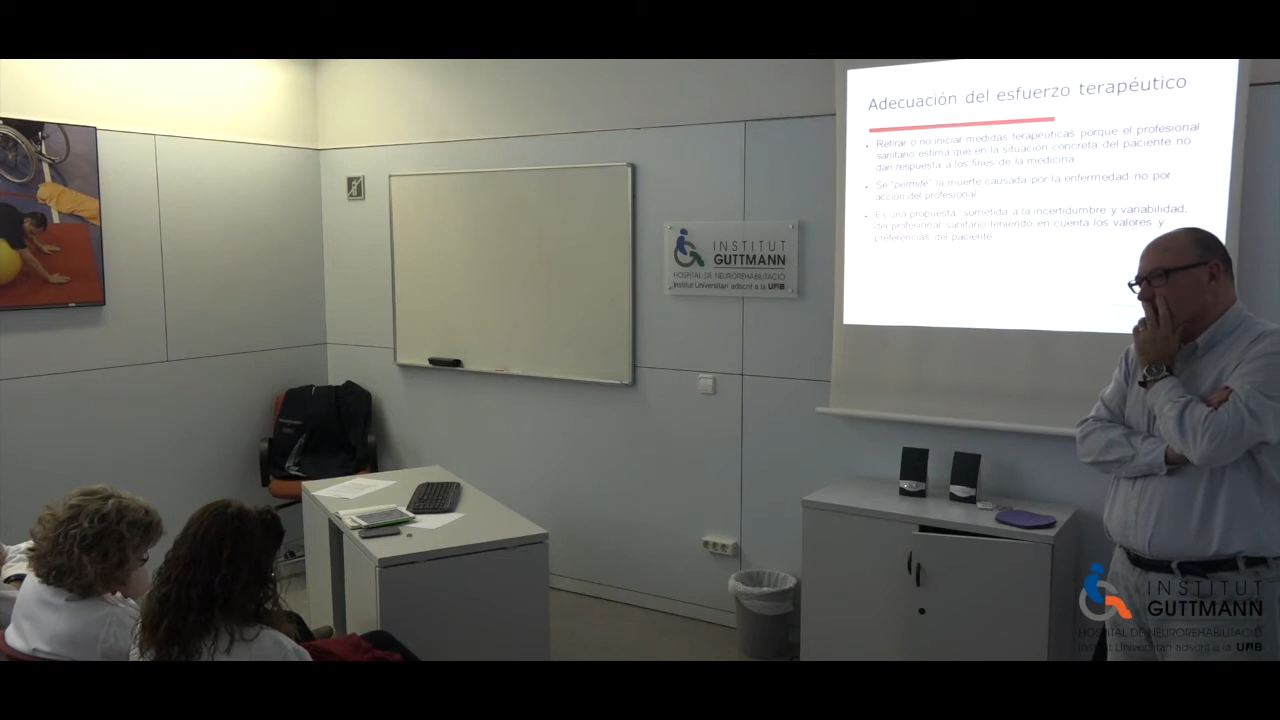 Adecuación del esfuerzo terapéutico
• Retirar o no iniciar medidas terapeuticas porque el profesional
sanitario estima que en la situación concreta del paciente no
dan respuesta a los fines de la medicina
• Se "permite" la muerte causada por la enfermedad no por
acción del profesional
• Es una propuesta sometida a la incertidumbre y variabilidad,
del profesional sanitario teniendo en cuenta los valores y
preferencias del paciente
INSTITUT
GUTTMANN
HOSPITAL DE NEUROREHABILITACIÓ
Institut Universitari adscrit a la UAB
INSTITUT
GUTTMANN
HOSPITAL DE NEUROREHABILITACIÓ
Institut Universitari adscrit a la UAB